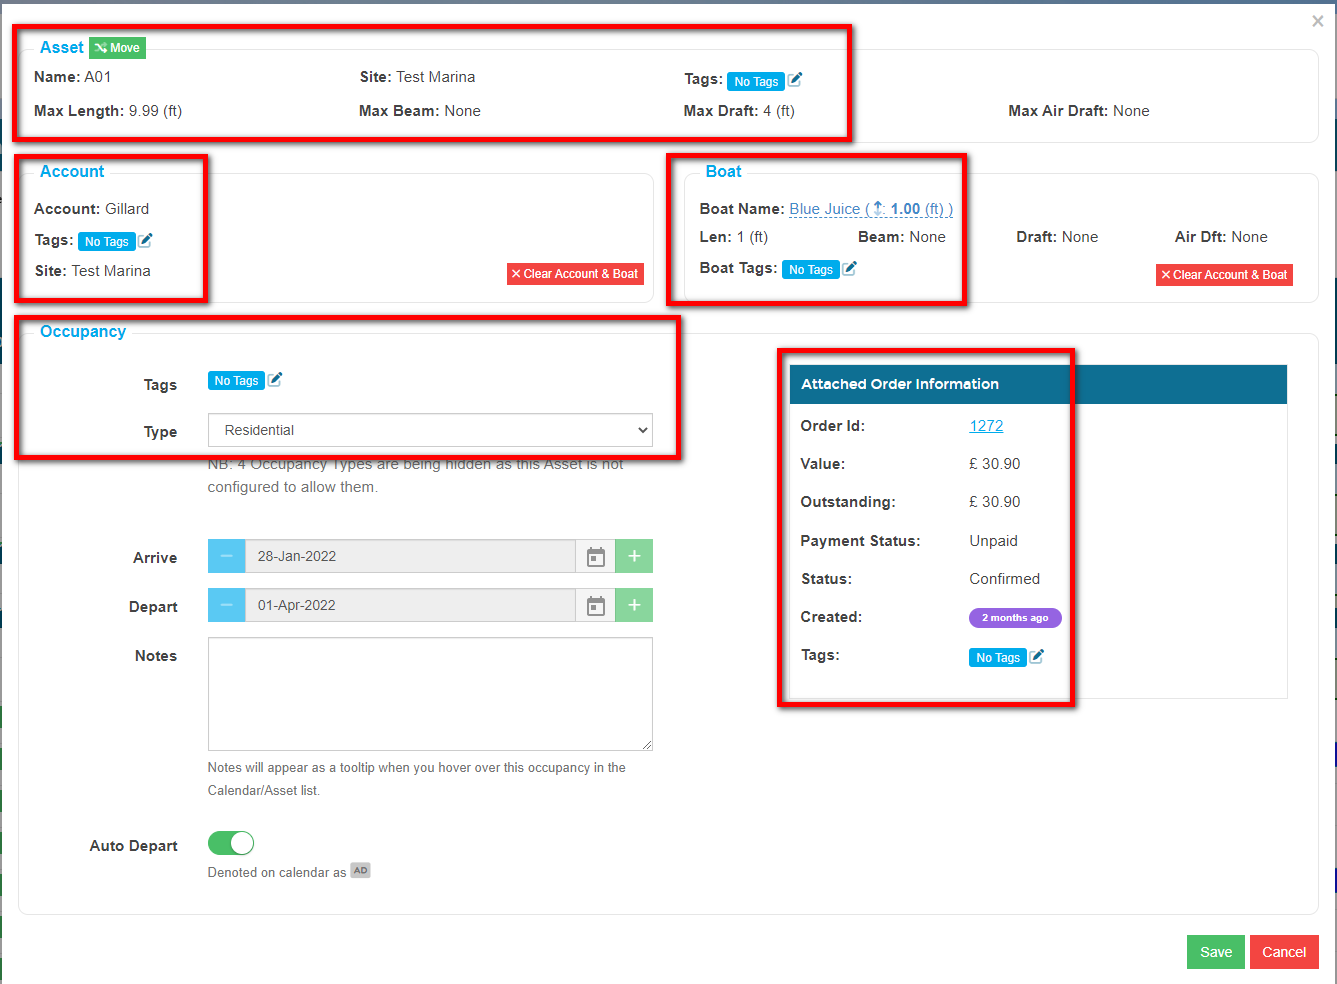 ×
Asset Move
Name: A01 Site: Test Marina Tags: No Tags
Max Length: 9.99 (ft) Max Beam: None Max Draft: 4 (ft) Max Air Draft: None
Account
Account: Gillard
Tags: No Tags
Site: Test Marina
× Clear Account & Boat
Boat
Boat Name: Blue Juice ( : 1.00 (ft) )
Len: 1 (ft) Beam: None Draft: None Air Dft: None
Boat Tags: No Tags
× Clear Account & Boat
Occupancy
Tags No Tags
Type Residential
NB: 4 Occupancy Types are being hidden as this Asset is not
configured to allow them.
Arrive − 28-Jan-2022 +
Depart − 01-Apr-2022 +
Notes
Notes will appear as a tooltip when you hover over this occupancy in the
Calendar/Asset list.
Auto Depart
Denoted on calendar as AD
Attached Order Information
Order Id: 1272
Value: £ 30.90
Outstanding: £ 30.90
Payment Status: Unpaid
Status: Confirmed
Created: 2 months ago
Tags: No Tags
Save Cancel